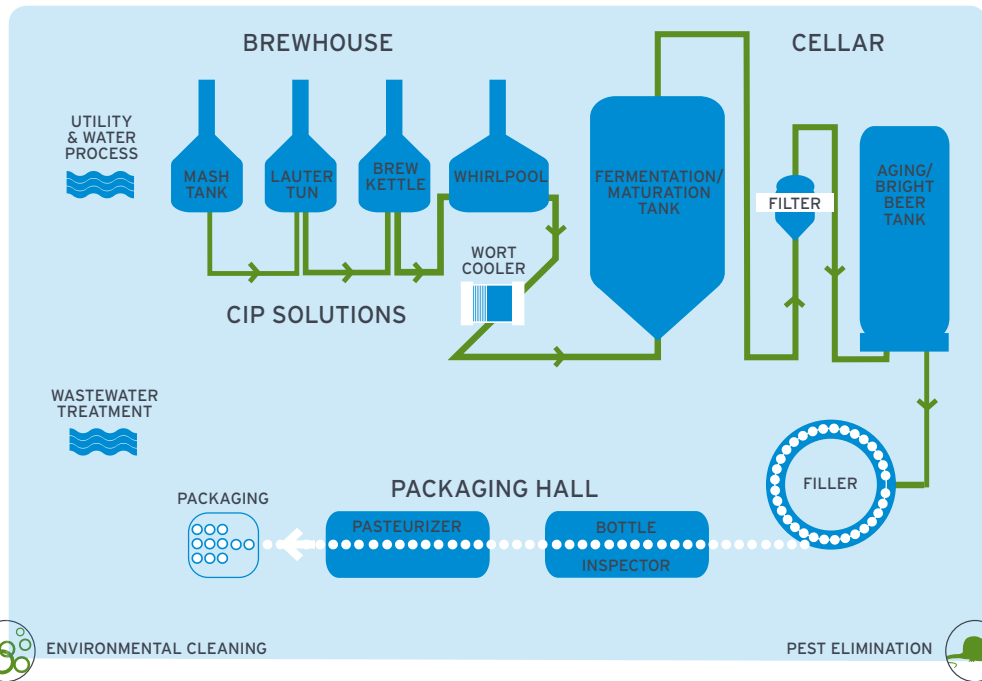 BREWHOUSE
CELLAR
UTILITY
& WATER
PROCESS
MASH
TANK
LAUTER
TUN
BREW
KETTLE
WHIRLPOOL
FERMENTATION/
MATURATION
TANK
FILTER
AGING/
BRIGHT
BEER
TANK
WORT
COOLER
CIP SOLUTIONS
WASTEWATER
TREATMENT
FILLER
PACKAGING HALL
PACKAGING
PASTEURIZER
BOTTLE
INSPECTOR
ENVIRONMENTAL CLEANING
PEST ELIMINATION